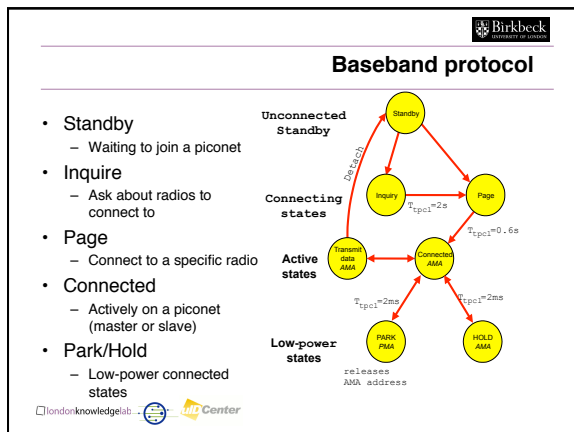 Birkbeck
UNIVERSITY OF LONDON
Baseband protocol
• Standby
– Waiting to join a piconet
• Inquire
– Ask about radios to
connect to
• Page
– Connect to a specific radio
• Connected
– Actively on a piconet
(master or slave)
• Park/Hold
– Low-power connected
states
Unconnected
Standby
Standby
Detach
Connecting
states
Inquiry
Ttpcl=2s
Page
Ttpcl=0.6s
Active
states
Transmit
data
AMA
Connected
AMA
Ttpcl=2ms
Ttpcl=2ms
Low-power
states
PARK
PMA
HOLD
AMA
releases
AMA address
londonknowledgelab
uIDCenter